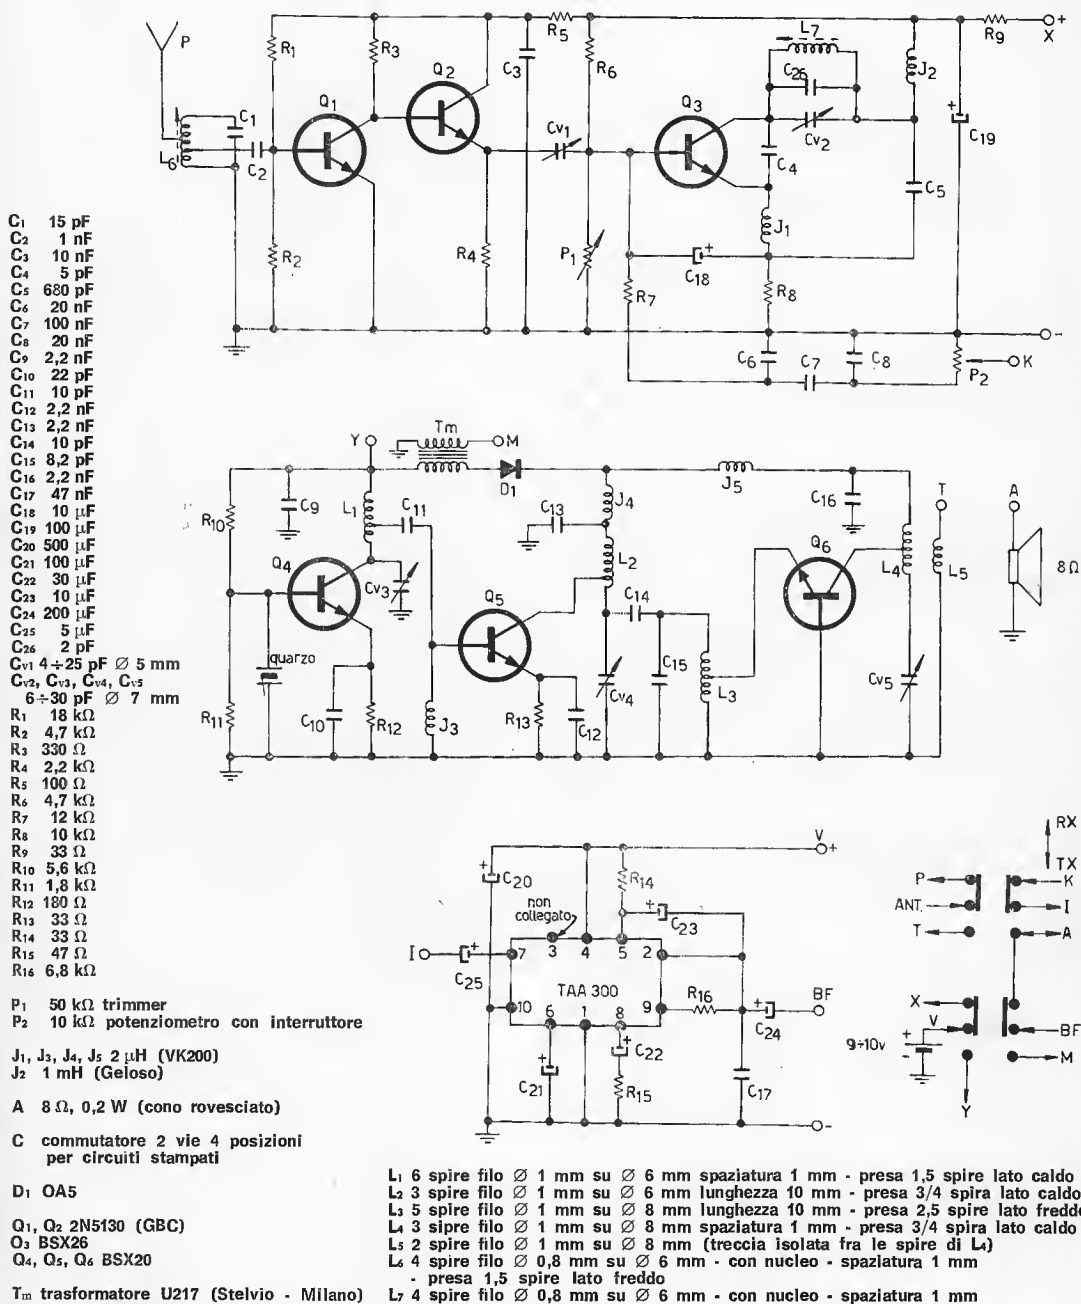 P
L6
C1
C2
R1
R2
R3
Q1
Q2
R4
C3
R5
R6
Cv1
P1
Q3
L7
C26
Cv2
C4
J1
J2
C5
C18
R7
R8
C19
R9
+
X
-
C6
C7
C8
P2
K
C1 15 pF
C2 1 nF
C3 10 nF
C4 5 pF
C5 680 pF
C6 20 nF
C7 100 nF
C8 20 nF
C9 2,2 nF
C10 22 pF
C11 10 pF
C12 2,2 nF
C13 2,2 nF
C14 10 pF
C15 8,2 pF
C16 2,2 nF
C17 47 nF
C18 10 µF
C19 100 µF
C20 500 µF
C21 100 µF
C22 30 µF
C23 10 µF
C24 200 µF
C25 5 µF
C26 2 pF
Cv1 4÷25 pF Ø 5 mm
Cv2, Cv3, Cv4, Cv5
6÷30 pF Ø 7 mm
R1 18 kΩ
R2 4,7 kΩ
R3 330 Ω
R4 2,2 kΩ
R5 100 Ω
R6 4,7 kΩ
R7 12 kΩ
R8 10 kΩ
R9 33 Ω
R10 5,6 kΩ
R11 1,8 kΩ
R12 180 Ω
R13 33 Ω
R14 33 Ω
R15 47 Ω
R16 6,8 kΩ
P1 50 kΩ trimmer
P2 10 kΩ potenziometro con interruttore
J1, J3, J4, J5 2 µH (VK200)
J2 1 mH (Geloso)
A 8 Ω, 0,2 W (cono rovesciato)
C commutatore 2 vie 4 posizioni
per circuiti stampati
D1 OA5
Q1, Q2 2N5130 (GBC)
O3 BSX26
Q4, Q5, Q6 BSX20
Tm trasformatore U217 (Stelvio - Milano)
Y
Tm
M
D1
R10
C9
L1
C11
Q4
Cv3
quarzo
R11
C10
R12
J3
Q5
R13
C12
C13
J4
L2
C14
Cv4
C15
L3
J5
C16
Q6
L4
L5
Cv5
T
A
8 Ω
V
+
C20
R14
non
collegato
C23
I
C25
7
3
4
5
2
TAA 300
10
6
1
8
9
R16
C24
BF
C21
C22
R15
C17
-
RX
TX
P
K
ANT.
I
T
A
X
V
+
9÷10v
-
BF
M
Y
L1 6 spire filo Ø 1 mm su Ø 6 mm spaziatura 1 mm - presa 1,5 spire lato caldo
L2 3 spire filo Ø 1 mm su Ø 6 mm lunghezza 10 mm - presa 3/4 spira lato caldo
L3 5 spire filo Ø 1 mm su Ø 8 mm lunghezza 10 mm - presa 2,5 spire lato freddo
L4 3 sipre filo Ø 1 mm su Ø 8 mm spaziatura 1 mm - presa 3/4 spira lato caldo
L5 2 spire filo Ø 1 mm su Ø 8 mm (treccia isolata fra le spire di L4)
L6 4 spire filo Ø 0,8 mm su Ø 6 mm - con nucleo - spaziatura 1 mm
- presa 1,5 spire lato freddo
L7 4 spire filo Ø 0,8 mm su Ø 6 mm - con nucleo - spaziatura 1 mm